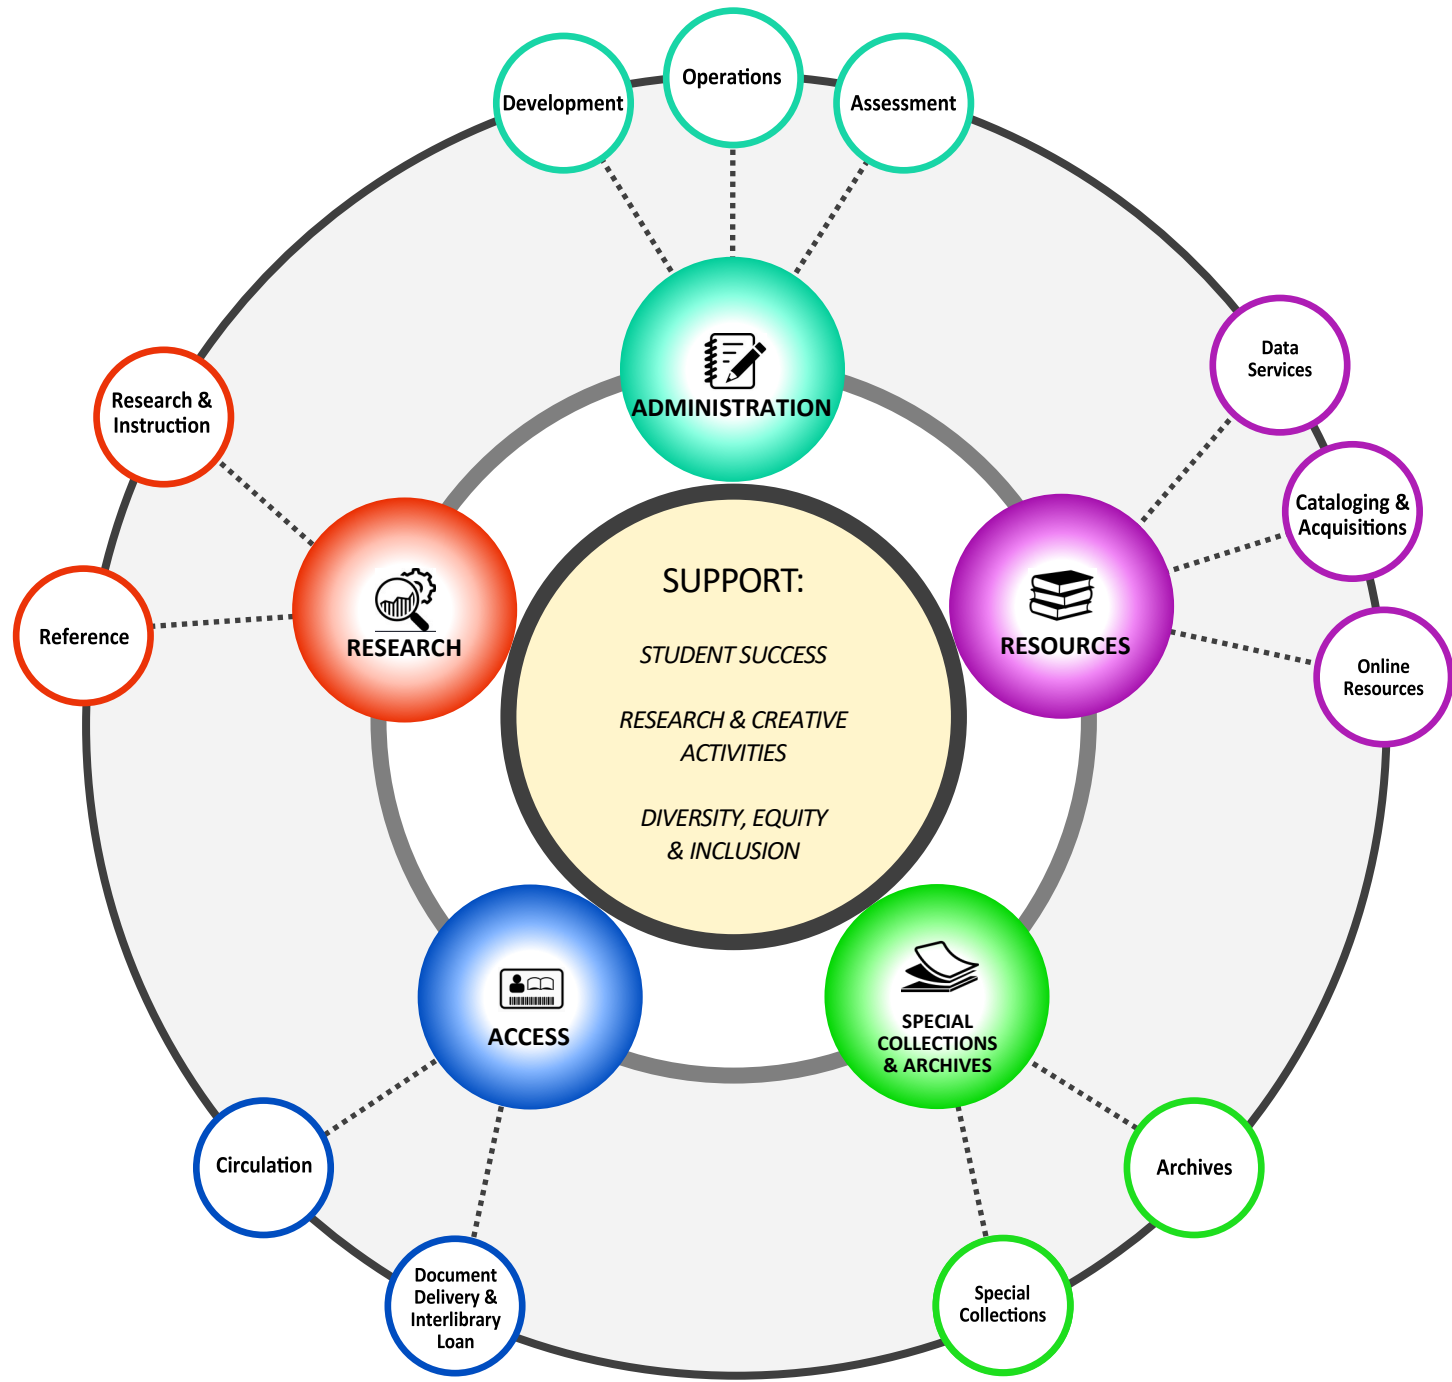 Development
Operations
Assessment
Data
Services
Cataloging &
Acquisitions
Online
Resources
Research &
Instruction
Reference
ADMINISTRATION
RESEARCH
RESOURCES
SUPPORT:
STUDENT SUCCESS
RESEARCH & CREATIVE
ACTIVITIES
DIVERSITY, EQUITY
& INCLUSION
ACCESS
SPECIAL
COLLECTIONS
& ARCHIVES
Circulation
Document
Delivery &
Interlibrary
Loan
Special
Collections
Archives